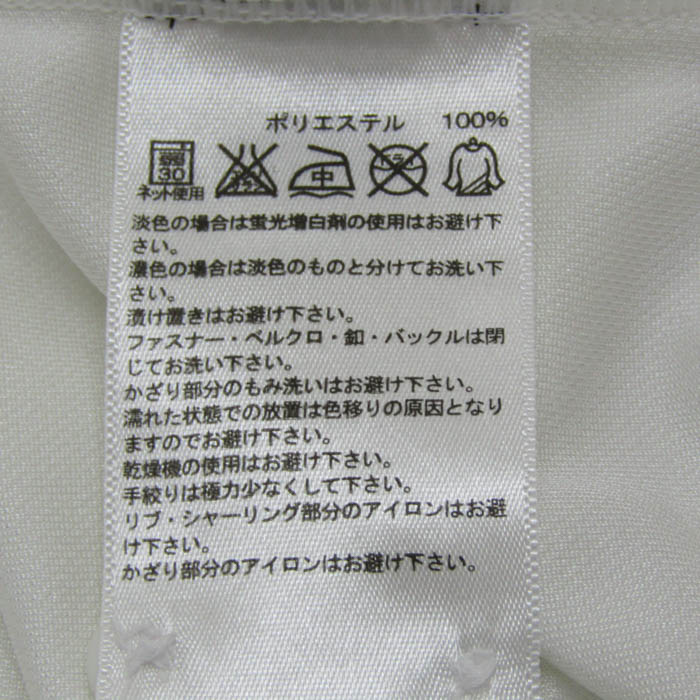 ポリエステル 100%
30 中 ドライ
ネット使用
淡色の場合は蛍光増白剤の使用はお避け下
さい。
濃色の場合は淡色のものと分けてお洗い下
さい。
漬け置きはお避け下さい。
ファスナー・ベルクロ・釦・バックルは閉
じてお洗い下さい。
かざり部分のもみ洗いはお避け下さい。
濡れた状態での放置は色移りの原因となり
ますのでお避け下さい。
乾燥機の使用はお避け下さい。
手絞りは極力少なくして下さい。
リブ・シャーリング部分のアイロンはお避
け下さい。
かざり部分のアイロンはお避け下さい。